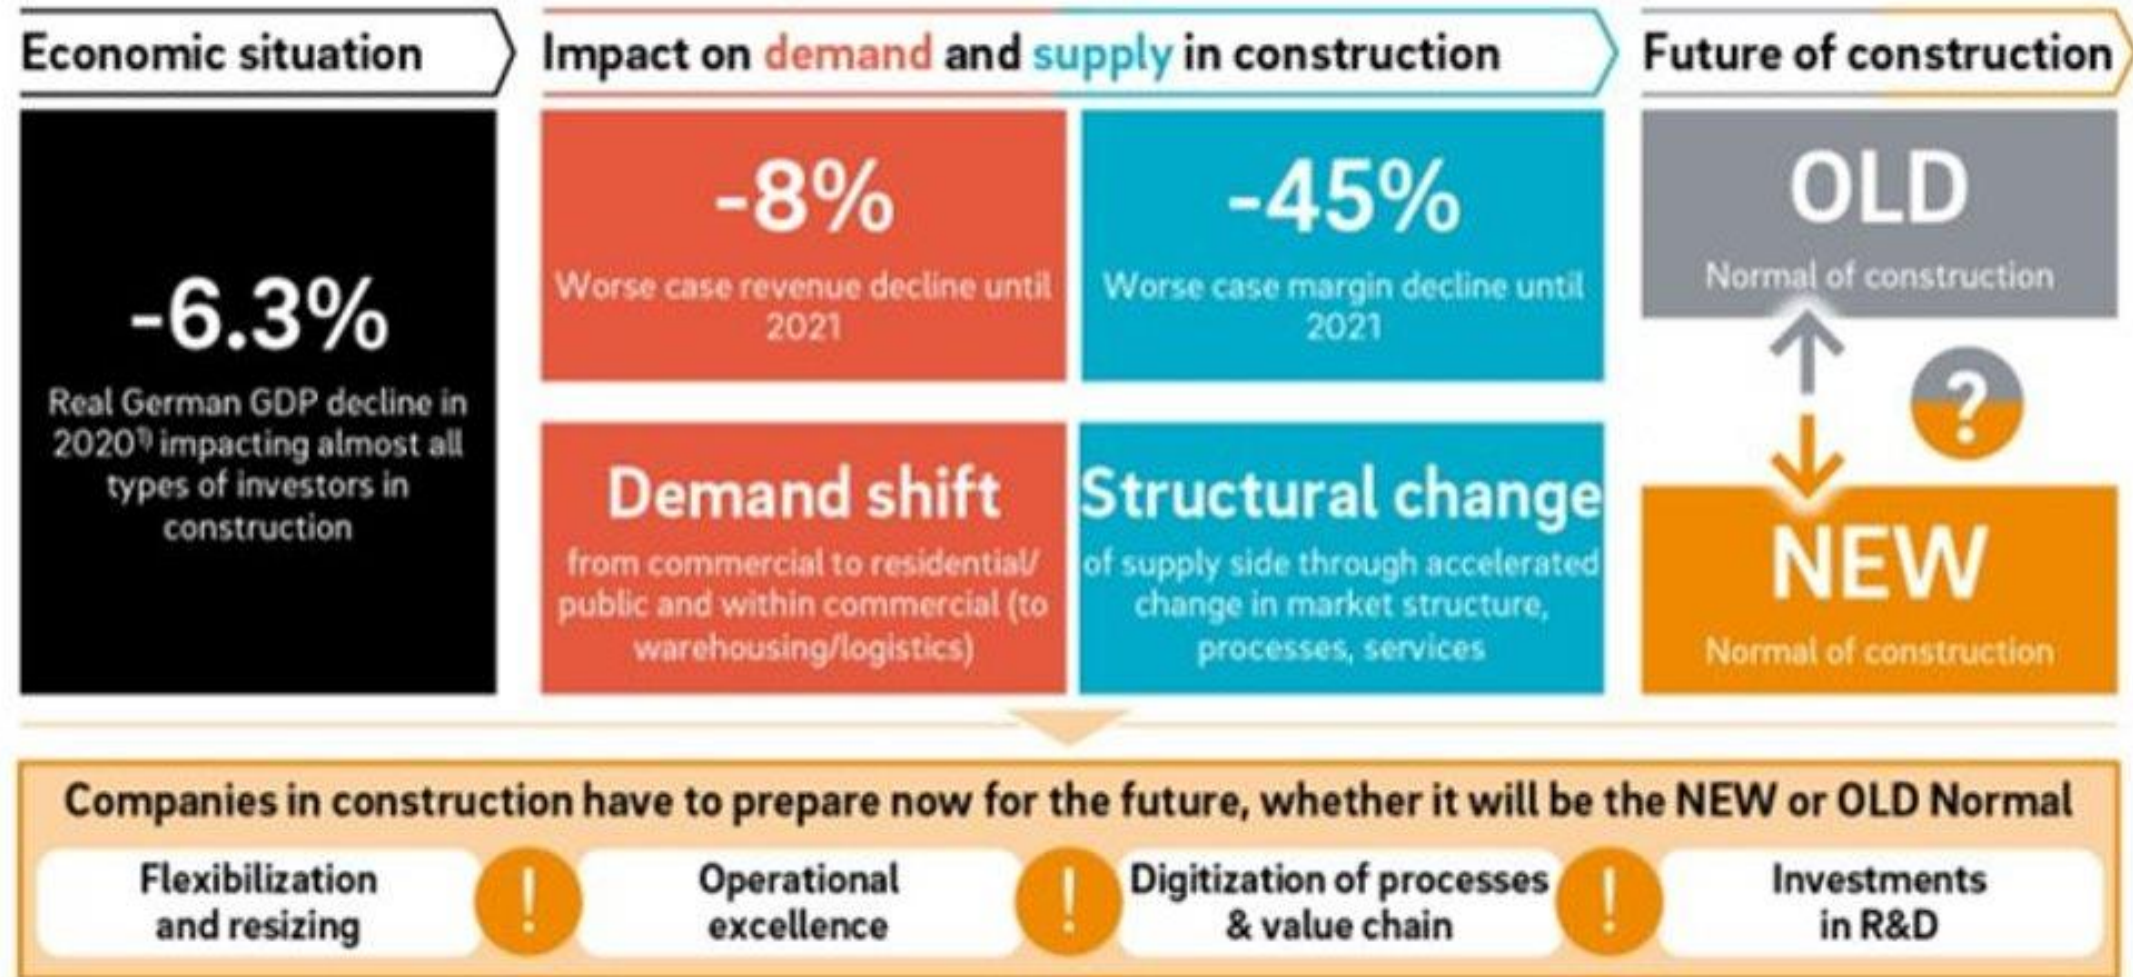 Economic situation
Impact on demand and supply in construction
Future of construction
-6.3%
Real German GDP decline in
2020¹⁾ impacting almost all
types of investors in
construction
-8%
Worse case revenue decline until
2021
-45%
Worse case margin decline until
2021
Demand shift
from commercial to residential/
public and within commercial (to
warehousing/logistics)
Structural change
of supply side through accelerated
change in market structure,
processes, services
OLD
Normal of construction
?
NEW
Normal of construction
Companies in construction have to prepare now for the future, whether it will be the NEW or OLD Normal
Flexibilization
and resizing
!
Operational
excellence
!
Digitization of processes
& value chain
!
Investments
in R&D